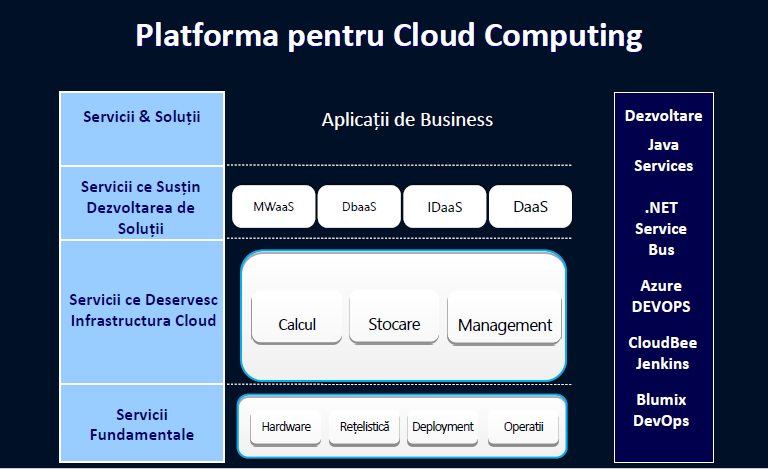 Platforma pentru Cloud Computing
Servicii & Soluții
Aplicații de Business
Servicii ce Susțin
Dezvoltarea de
Soluții
MWaaS
DbaaS
IDaaS
DaaS
Servicii ce Deservesc
Infrastructura Cloud
Calcul
Stocare
Management
Servicii
Fundamentale
Hardware
Rețelistică
Deployment
Operatii
Dezvoltare
Java
Services
.NET
Service
Bus
Azure
DEVOPS
CloudBee
Jenkins
Blumix
DevOps